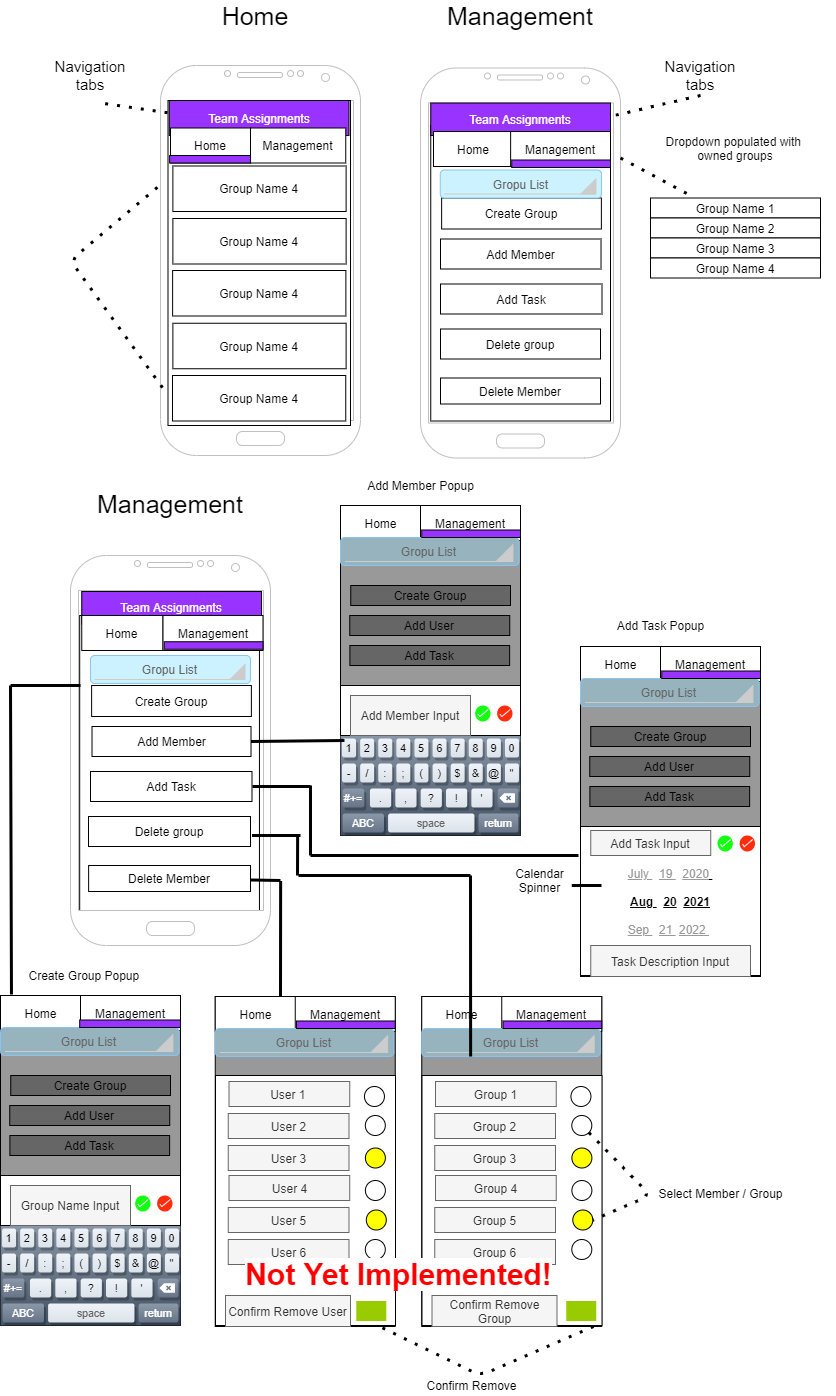 Home
Management
Navigation
tabs
Team Assignments
Home
Management
Group Name 4
Group Name 4
Group Name 4
Group Name 4
Group Name 4
Navigation
tabs
Team Assignments
Home
Management
Gropu List
Create Group
Add Member
Add Task
Delete group
Delete Member
Dropdown populated with
owned groups
Group Name 1
Group Name 2
Group Name 3
Group Name 4
Management
Team Assignments
Home
Management
Gropu List
Create Group
Add Member
Add Task
Delete group
Delete Member
Add Member Popup
Home
Management
Gropu List
Create Group
Add User
Add Task
Add Member Input
1 2 3 4 5 6 7 8 9 0
- / : ; ( ) $ & @ "
#+= . , ? ! '
ABC space return
Add Task Popup
Home
Management
Gropu List
Create Group
Add User
Add Task
Add Task Input
Calendar
Spinner
July 19 2020
Aug 20 2021
Sep 21 2022
Task Description Input
Create Group Popup
Home
Management
Gropu List
Create Group
Add User
Add Task
Group Name Input
1 2 3 4 5 6 7 8 9 0
- / : ; ( ) $ & @ "
#+= . , ? ! '
ABC space return
Home
Management
Gropu List
User 1
User 2
User 3
User 4
User 5
User 6
Confirm Remove User
Home
Management
Gropu List
Group 1
Group 2
Group 3
Group 4
Group 5
Group 6
Confirm Remove
Group
Not Yet Implemented!
Select Member / Group
Confirm Remove